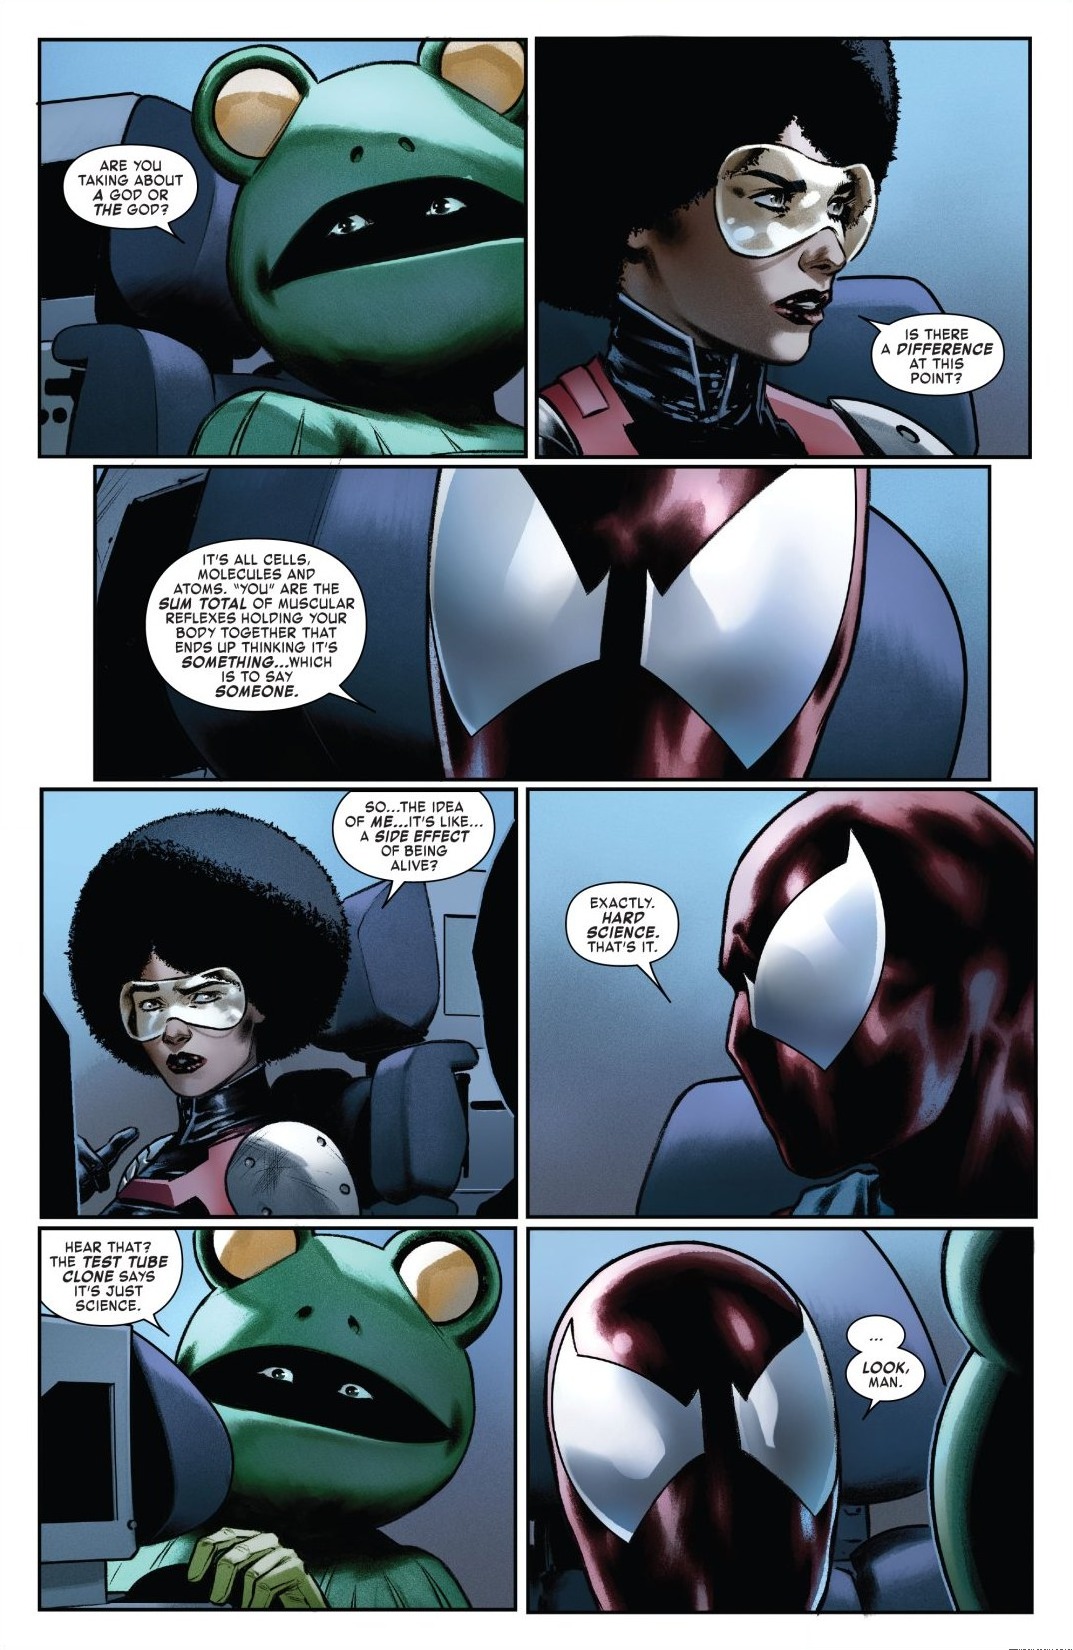 ARE YOU
TAKING ABOUT
A GOD OR
THE GOD?
IS THERE
A DIFFERENCE
AT THIS
POINT?
IT'S ALL CELLS,
MOLECULES AND
ATOMS. "YOU" ARE THE
SUM TOTAL OF MUSCULAR
REFLEXES HOLDING YOUR
BODY TOGETHER THAT
ENDS UP THINKING IT'S
SOMETHING...WHICH
IS TO SAY
SOMEONE.
SO...THE IDEA
OF ME...IT'S LIKE...
A SIDE EFFECT
OF BEING
ALIVE?
EXACTLY.
HARD
SCIENCE.
THAT'S IT.
HEAR THAT?
THE TEST TUBE
CLONE SAYS
IT'S JUST
SCIENCE.
...
LOOK,
MAN.